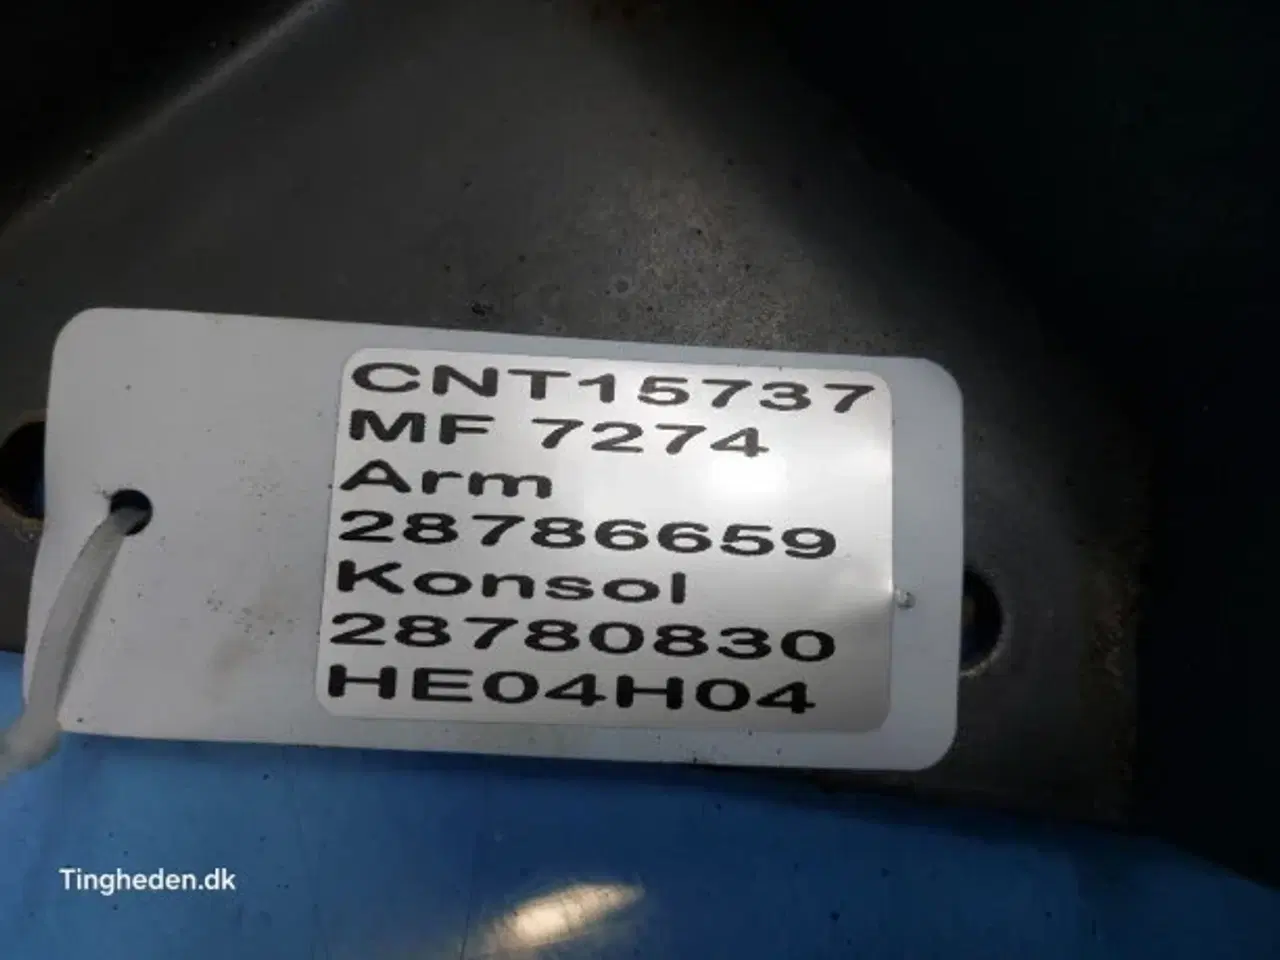 CNT15737
MF 7274
Arm
28786659
Konsol
28780830
HE04H04
Tingheden.dk